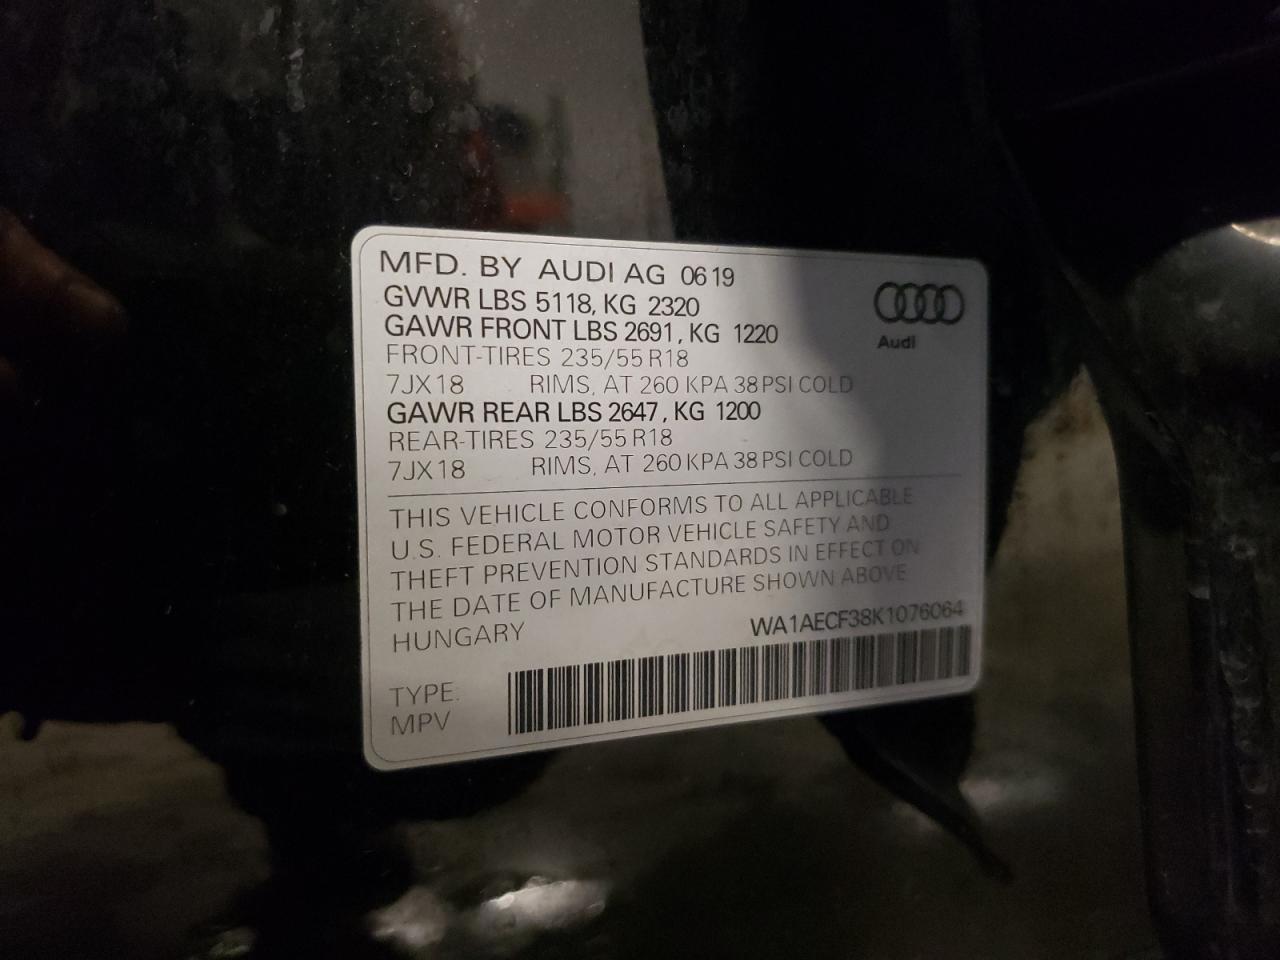 MFD. BY AUDI AG 06 19
GVWR LBS 5118, KG 2320
GAWR FRONT LBS 2691, KG 1220
FRONT-TIRES 235/55 R18
7JX18 RIMS, AT 260 KPA 38 PSI COLD
GAWR REAR LBS 2647, KG 1200
REAR-TIRES 235/55 R18
7JX18 RIMS, AT 260 KPA 38 PSI COLD
Audi
THIS VEHICLE CONFORMS TO ALL APPLICABLE
U.S. FEDERAL MOTOR VEHICLE SAFETY AND
THEFT PREVENTION STANDARDS IN EFFECT ON
THE DATE OF MANUFACTURE SHOWN ABOVE
HUNGARY WA1AECF38K1076064
TYPE:
MPV